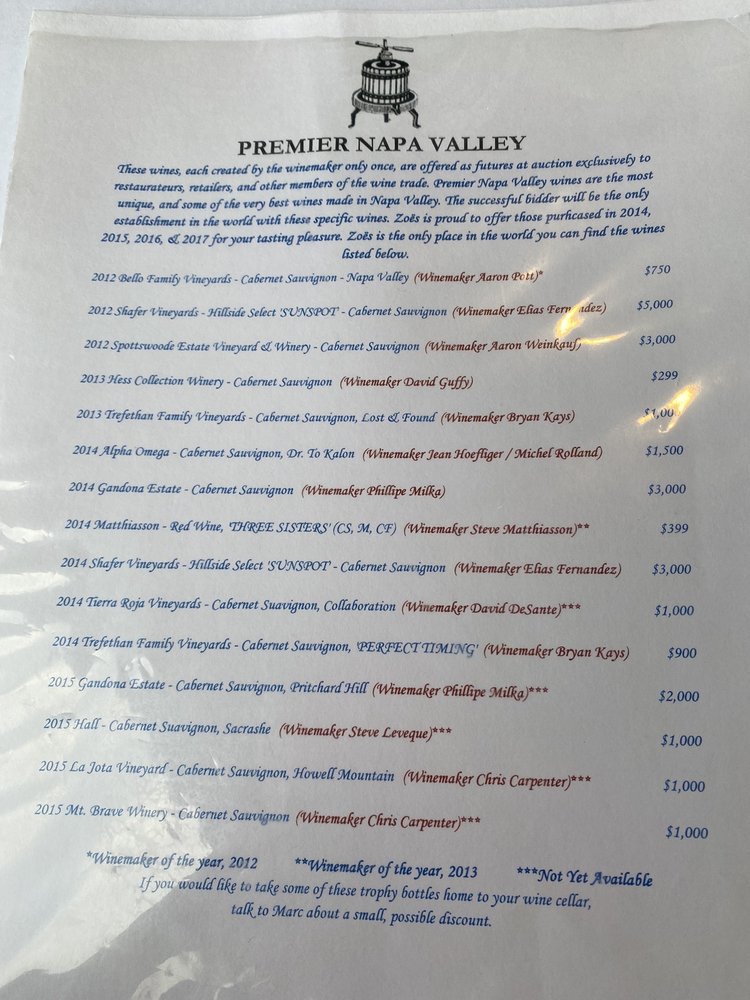 PREMIER NAPA VALLEY
These wines, each created by the winemaker only once, are offered as futures at auction exclusively to
restaurateurs, retailers, and other members of the wine trade. Premier Napa Valley wines are the most
unique, and some of the very best wines made in Napa Valley. The successful bidder will be the only
establishment in the world with these specific wines. Zoës is proud to offer those purhcased in 2014,
2015, 2016, & 2017 for your tasting pleasure. Zoës is the only place in the world you can find the wines
listed below.
2012 Bello Family Vineyards - Cabernet Sauvignon - Napa Valley (Winemaker Aaron Pott)* $750
2012 Shafer Vineyards - Hillside Select 'SUNSPOT' - Cabernet Sauvignon (Winemaker Elias Fernandez) $5,000
2012 Spottswoode Estate Vineyard & Winery - Cabernet Sauvignon (Winemaker Aaron Weinkauf) $3,000
2013 Hess Collection Winery - Cabernet Sauvignon (Winemaker David Guffy) $299
2013 Trefethan Family Vineyards - Cabernet Sauvignon, Lost & Found (Winemaker Bryan Kays)
2014 Alpha Omega - Cabernet Sauvignon, Dr. To Kalon (Winemaker Jean Hoefliger / Michel Rolland) $1,500
2014 Gandona Estate - Cabernet Sauvignon (Winemaker Phillipe Milka) $3,000
2014 Matthiasson - Red Wine, 'THREE SISTERS' (CS, M, CF) (Winemaker Steve Matthiasson)** $399
2014 Shafer Vineyards - Hillside Select 'SUNSPOT' - Cabernet Sauvignon (Winemaker Elias Fernandez) $3,000
2014 Tierra Roja Vineyards - Cabernet Suavignon, Collaboration (Winemaker David DeSante)*** $1,000
2014 Trefethan Family Vineyards - Cabernet Sauvignon, 'PERFECT TIMING' (Winemaker Bryan Kays) $900
2015 Gandona Estate - Cabernet Sauvignon, Pritchard Hill (Winemaker Phillipe Milka)*** $2,000
2015 Hall - Cabernet Suavignon, Sacrashe (Winemaker Steve Leveque)*** $1,000
2015 La Jota Vineyard - Cabernet Sauvignon, Howell Mountain (Winemaker Chris Carpenter)*** $1,000
2015 Mt. Brave Winery - Cabernet Sauvignon (Winemaker Chris Carpenter)*** $1,000
*Winemaker of the year, 2012 **Winemaker of the year, 2013 ***Not Yet Available
If you would like to take some of these trophy bottles home to your wine cellar,
talk to Marc about a small, possible discount.